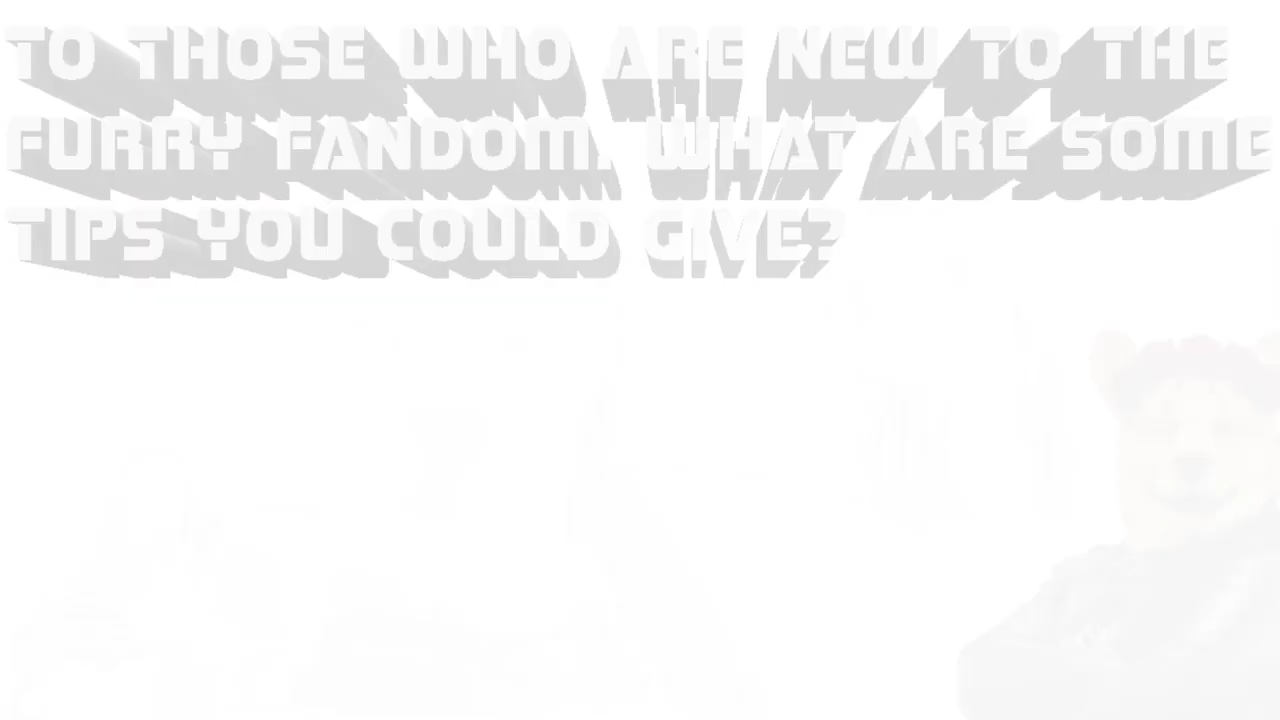 TO THOSE WHO ARE NEW TO THE
FURRY FANDOM. WHAT ARE SOME
TIPS YOU COULD GIVE?